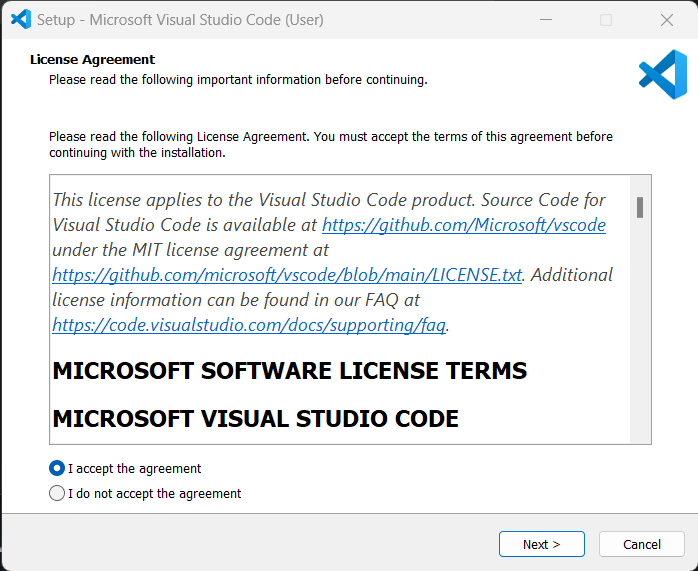 Setup - Microsoft Visual Studio Code (User)
License Agreement
Please read the following important information before continuing.
Please read the following License Agreement. You must accept the terms of this agreement before
continuing with the installation.
This license applies to the Visual Studio Code product. Source Code for
Visual Studio Code is available at https://github.com/Microsoft/vscode
under the MIT license agreement at
https://github.com/microsoft/vscode/blob/main/LICENSE.txt. Additional
license information can be found in our FAQ at
https://code.visualstudio.com/docs/supporting/faq.
MICROSOFT SOFTWARE LICENSE TERMS
MICROSOFT VISUAL STUDIO CODE
I accept the agreement
I do not accept the agreement
Next >
Cancel